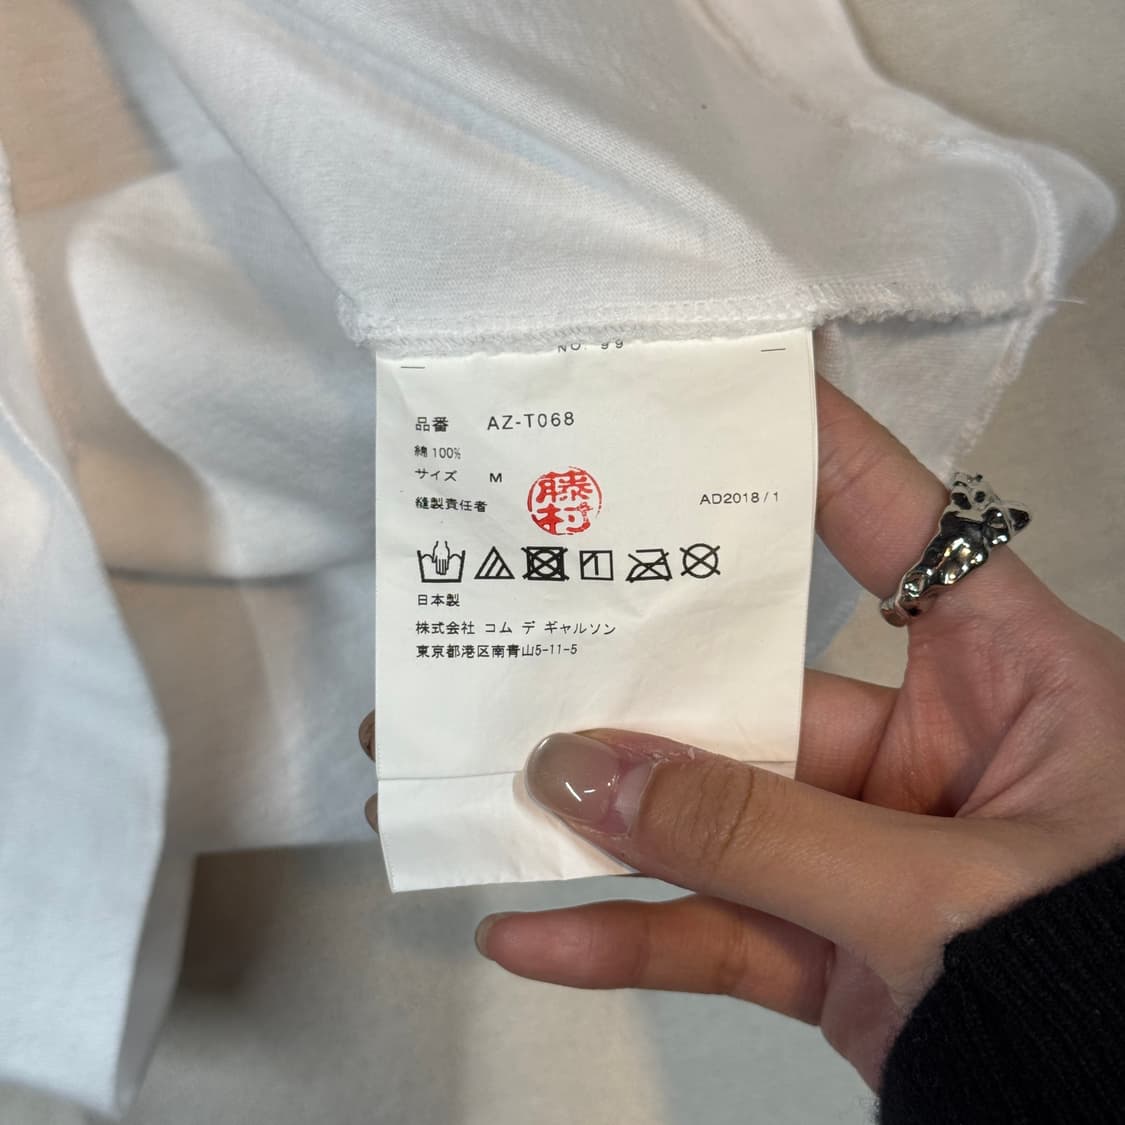 NO. 99
品番 AZ-T068
綿 100%
サイズ M
縫製責任者 藤村 AD2018/1
日本製
株式会社 コム デ ギャルソン
東京都港区南青山5-11-5